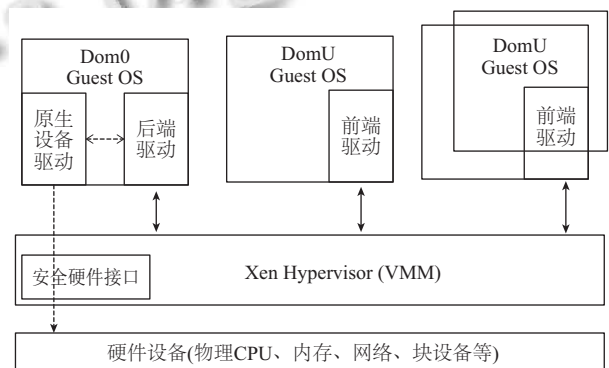 Dom0
Guest OS
原生
设备
驱动
后端
驱动
DomU
Guest OS
前端
驱动
DomU
Guest OS
前端
驱动
安全硬件接口
Xen Hypervisor (VMM)
硬件设备(物理CPU、内存、网络、块设备等)